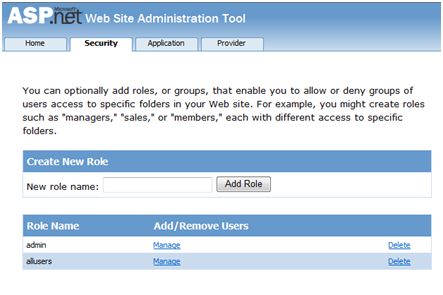 Microsoft
ASP.net Web Site Administration Tool
Home Security Application Provider
You can optionally add roles, or groups, that enable you to allow or deny groups of
users access to specific folders in your Web site. For example, you might create roles
such as "managers," "sales," or "members," each with different access to specific
folders.
Create New Role
New role name: Add Role
Role Name Add/Remove Users
admin Manage Delete
allusers Manage Delete